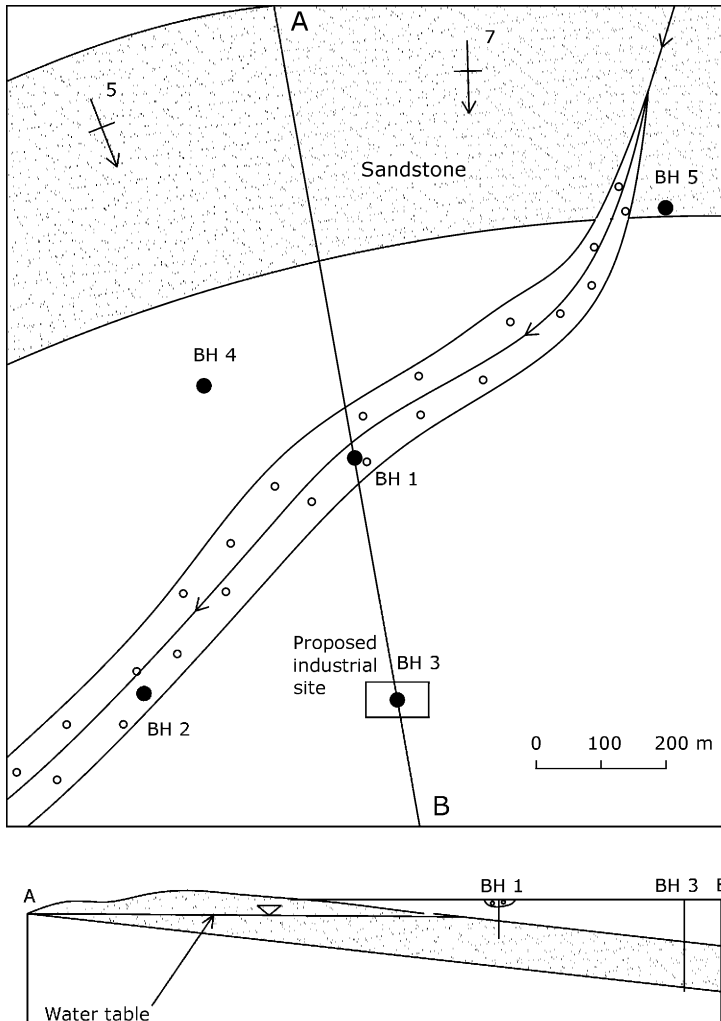 A
7
5
Sandstone
BH 5
BH 4
BH 1
Proposed
industrial
site
BH 3
BH 2
0 100 200 m
B
A
BH 1
BH 3
Water table